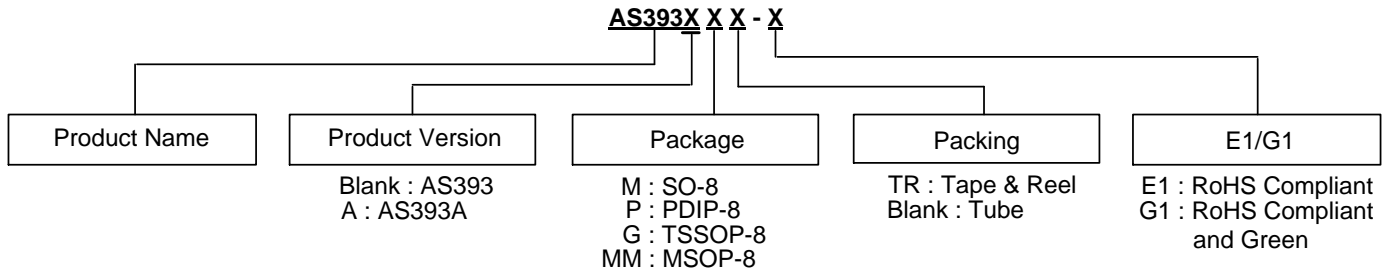 AS393X X X - X
Product Name
Product Version
Package
Packing
E1/G1
Blank : AS393
A : AS393A
M : SO-8
P : PDIP-8
G : TSSOP-8
MM : MSOP-8
TR : Tape & Reel
Blank : Tube
E1 : RoHS Compliant
G1 : RoHS Compliant
and Green